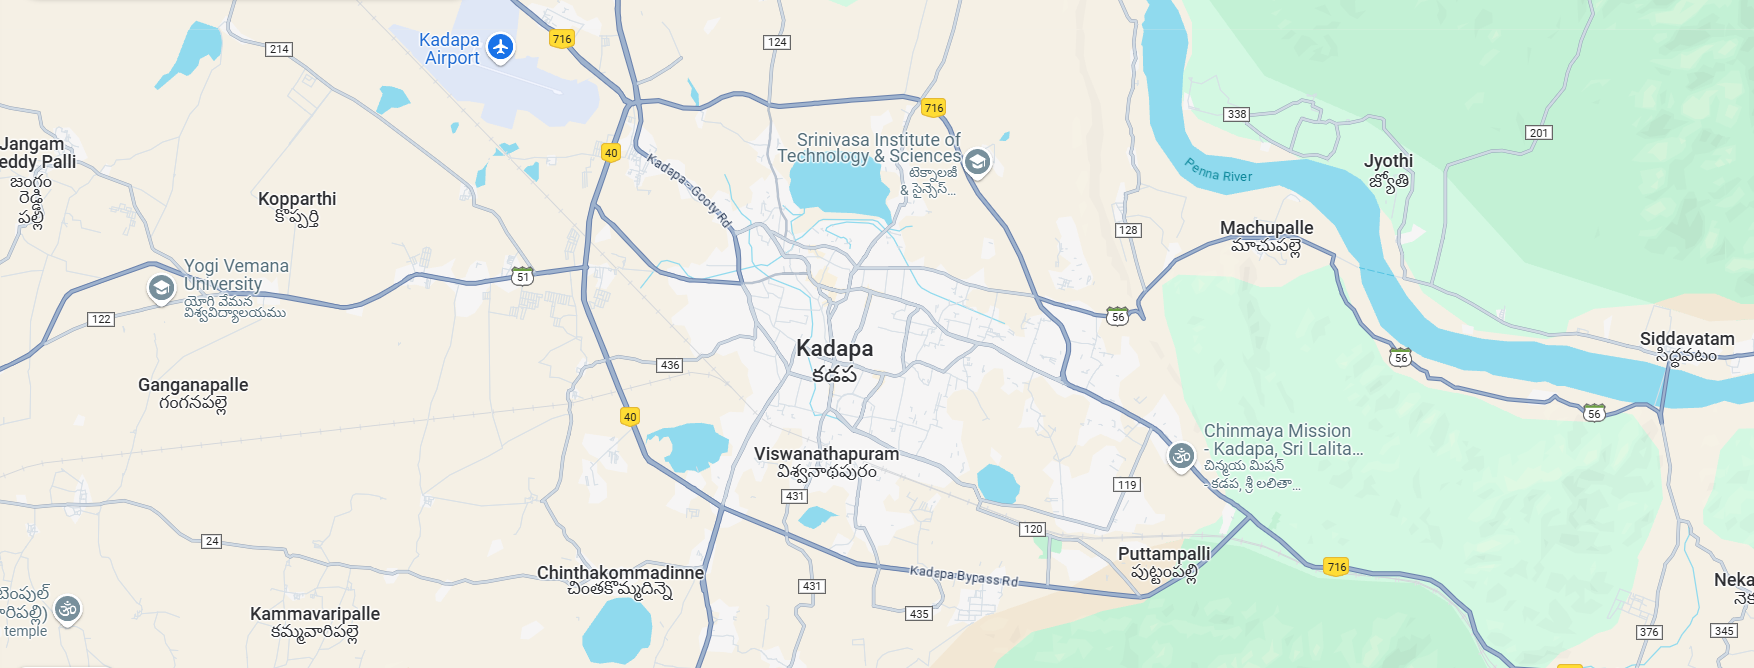 Kadapa
Airport
716
214
124
716
338
201
Jangam
eddy Palli
జంగం
రెడ్డి
పల్లి
40
Kadapa - Gooty Rd
Srinivasa Institute of
Technology & Sciences
టెక్నాలజీ
& సైన్సెస్...
Penna River
Jyothi
జ్యోతి
Kopparthi
కొప్పర్తి
128
Machupalle
మాచుపల్లె
Yogi Vemana
University
యోగి వేమన
విశ్వవిద్యాలయము
51
122
56
Kadapa
కడప
436
56
Siddavatam
సిద్ధవటం
Ganganapalle
గంగనపల్లె
40
56
Chinmaya Mission
- Kadapa, Sri Lalita...
చిన్మయ మిషన్
- కడప, శ్రీ లలితా...
Viswanathapuram
విశ్వనాథపురం
431
119
120
24
Puttampalli
పుట్టంపల్లి
716
Chinthakommadinne
చింతకొమ్మదిన్నె
Kadapa Bypass Rd
431
435
Neka
నెక
టెంపుల్
ారిపల్లి)
temple
Kammavaripalle
కమ్మవారిపల్లె
376
345